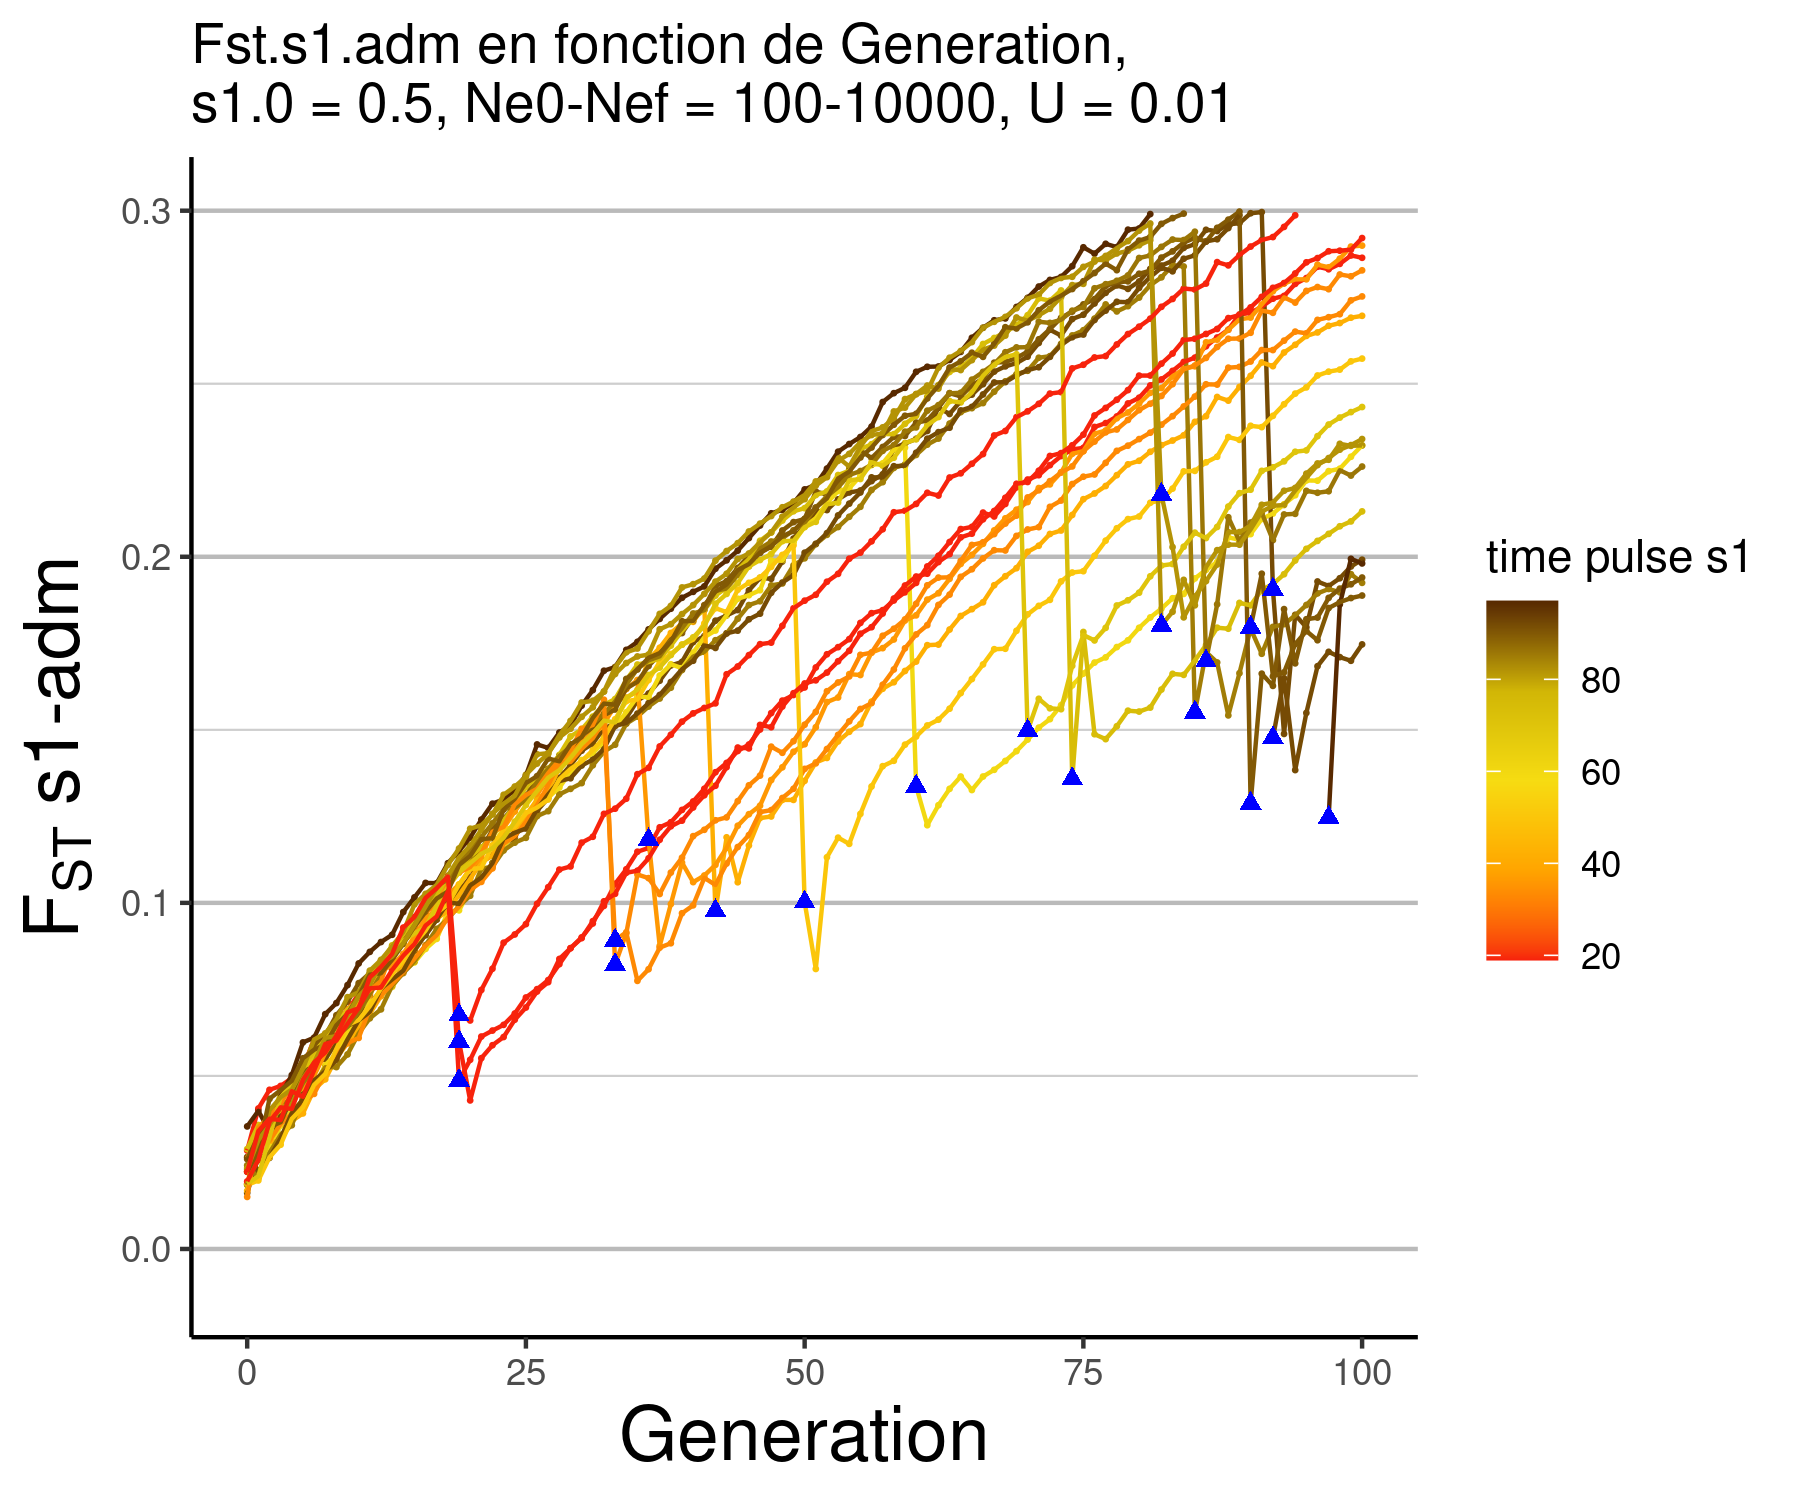 Fst.s1.adm en fonction de Generation,
s1.0 = 0.5, Ne0-Nef = 100-10000, U = 0.01
FST s1-adm
0.3
0.2
0.1
0.0
0 25 50 75 100
Generation
time pulse s1
80
60
40
20